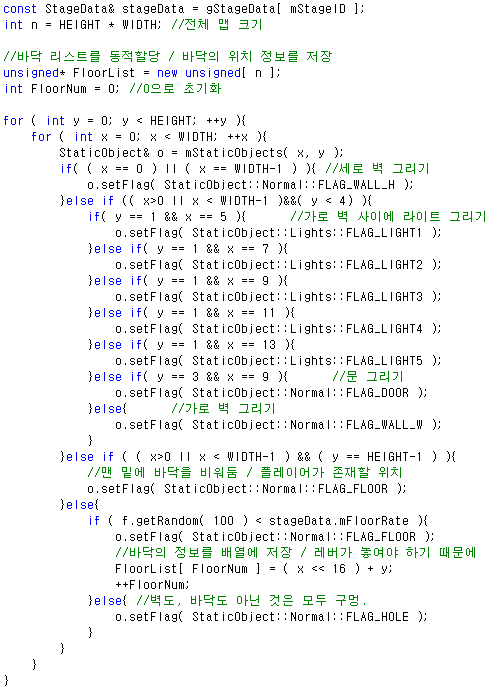 const StageData& stageData = gStageData[ mStageID ];
int n = HEIGHT * WIDTH; //전체 맵 크기

//바닥 리스트를 동적할당 / 바닥의 위치 정보를 저장
unsigned* FloorList = new unsigned[ n ];
int FloorNum = 0; //0으로 초기화

for ( int y = 0; y < HEIGHT; ++y ){
    for ( int x = 0; x < WIDTH; ++x ){
        StaticObject& o = mStaticObjects( x, y );
        if( ( x == 0 ) || ( x == WIDTH-1 ) ){ //세로 벽 그리기
            o.setFlag( StaticObject::Normal::FLAG_WALL_H );
        }else if (( x>0 || x < WIDTH-1 )&&( y < 4) ){
            if( y == 1 && x == 5 ){      //가로 벽 사이에 라이트 그리기
                o.setFlag( StaticObject::Lights::FLAG_LIGHT1 );
            }else if( y == 1 && x == 7 ){
                o.setFlag( StaticObject::Lights::FLAG_LIGHT2 );
            }else if( y == 1 && x == 9 ){
                o.setFlag( StaticObject::Lights::FLAG_LIGHT3 );
            }else if( y == 1 && x == 11 ){
                o.setFlag( StaticObject::Lights::FLAG_LIGHT4 );
            }else if( y == 1 && x == 13 ){
                o.setFlag( StaticObject::Lights::FLAG_LIGHT5 );
            }else if( y == 3 && x == 9 ){      //문 그리기
                o.setFlag( StaticObject::Normal::FLAG_DOOR );
            }else{      //가로 벽 그리기
                o.setFlag( StaticObject::Normal::FLAG_WALL_W );
            }
        }else if ( ( x>0 || x < WIDTH-1 ) && ( y == HEIGHT-1 ) ){
            //맨 밑에 바닥을 비워둠 / 플레이어가 존재할 위치
            o.setFlag( StaticObject::Normal::FLAG_FLOOR );
        }else{
            if ( f.getRandom( 100 ) < stageData.mFloorRate ){
                o.setFlag( StaticObject::Normal::FLAG_FLOOR );
                //바닥의 정보를 배열에 저장 / 레버가 놓여야 하기 때문에
                FloorList[ FloorNum ] = ( x << 16 ) + y;
                ++FloorNum;
            }else{ //벽도, 바닥도 아닌 것은 모두 구멍.
                o.setFlag( StaticObject::Normal::FLAG_HOLE );
            }
        }
    }
}